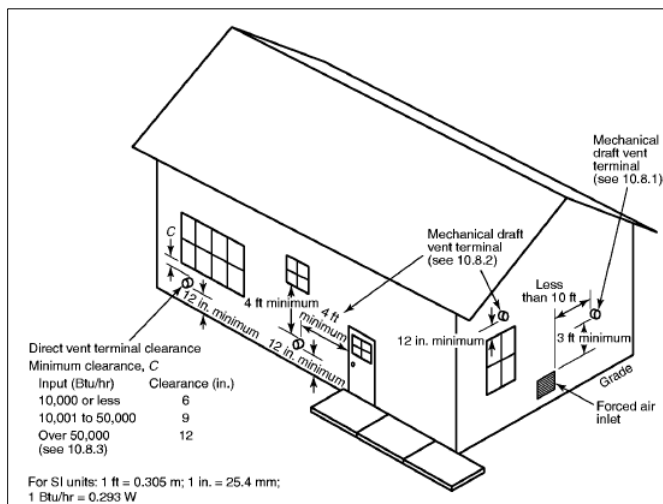 Mechanical
draft vent
terminal
(see 10.8.1)
Mechanical draft
vent terminal
(see 10.8.2)
C
Less
than 10 ft
4 ft minimum
4 ft
minimum
12 in. minimum
12 in. minimum
12 in. minimum
3 ft minimum
Grade
Forced air
inlet
Direct vent terminal clearance
Minimum clearance, C
Input (Btu/hr) Clearance (in.)
10,000 or less 6
10,001 to 50,000 9
Over 50,000 12
(see 10.8.3)
For SI units: 1 ft = 0.305 m; 1 in. = 25.4 mm;
1 Btu/hr = 0.293 W